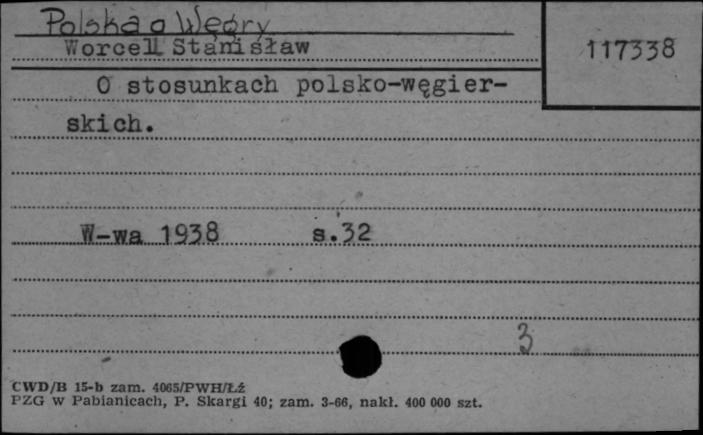 Polska a Węgry
Worcell Stanisław
117338
O stosunkach polsko-węgier-
skich.
W-wa 1938 s.32
3
CWD/B 15-b zam. 4065/PWH/Łź
PZG w Pabianicach, P. Skargi 40; zam. 3-66, nakł. 400 000 szt.